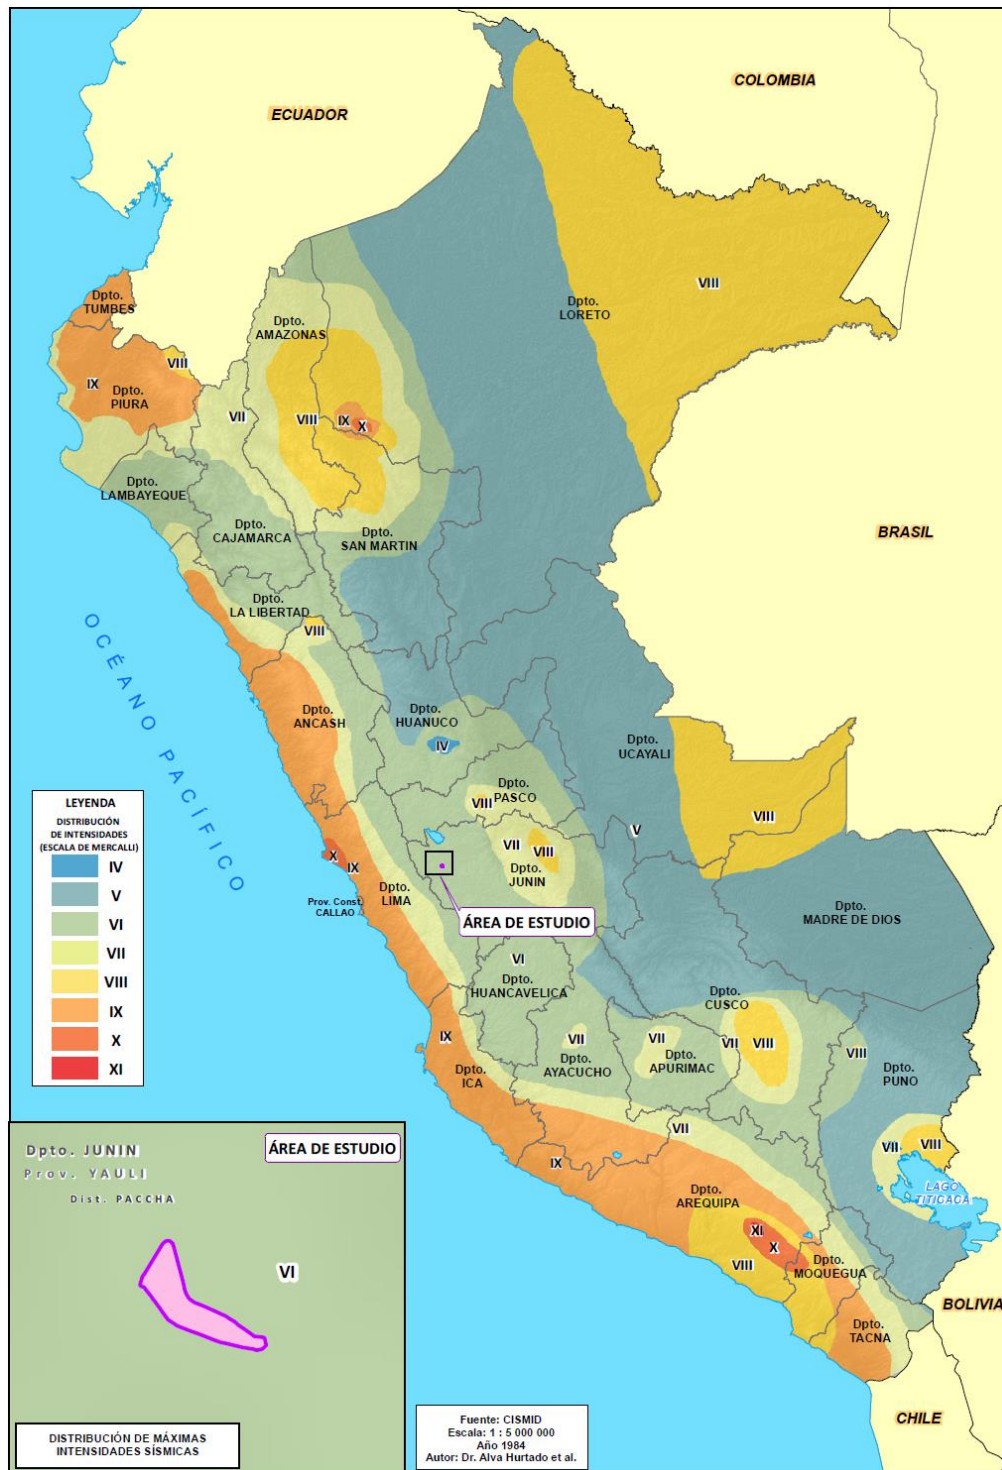 COLOMBIA
ECUADOR
VIII
Dpto.
LORETO
Dpto.
TUMBES
Dpto.
AMAZONAS
VIII
IX
Dpto.
PIURA
VII
VIII
IX
X
Dpto.
LAMBAYEQUE
Dpto.
CAJAMARCA
Dpto.
SAN MARTIN
BRASIL
Dpto.
LA LIBERTAD
VIII
OCÉANO PACÍFICO
Dpto.
ANCASH
Dpto.
HUANUCO
IV
Dpto.
UCAYALI
Dpto.
PASCO
VIII
VIII
V
VII
VIII
Dpto.
JUNIN
X
IX
Dpto.
LIMA
Prov. Const.
CALLAO
ÁREA DE ESTUDIO
Dpto.
MADRE DE DIOS
VI
Dpto.
HUANCAVELICA
Dpto.
CUSCO
IX
VII
VII
VII
VIII
VIII
Dpto.
ICA
Dpto.
AYACUCHO
Dpto.
APURIMAC
Dpto.
PUNO
VII
VII
VIII
IX
LAGO
TITICACA
Dpto.
AREQUIPA
XI
X
VIII
Dpto.
MOQUEGUA
BOLIVIA
Dpto.
TACNA
CHILE
LEYENDA
DISTRIBUCIÓN
DE INTENSIDADES
(ESCALA DE MERCALLI)
IV
V
VI
VII
VIII
IX
X
XI
Dpto. JUNIN
Prov. YAULI
Dist. PACCHA
ÁREA DE ESTUDIO
VI
DISTRIBUCIÓN DE MÁXIMAS
INTENSIDADES SÍSMICAS
Fuente: CISMID
Escala: 1 : 5 000 000
Año 1984
Autor: Dr. Alva Hurtado et al.